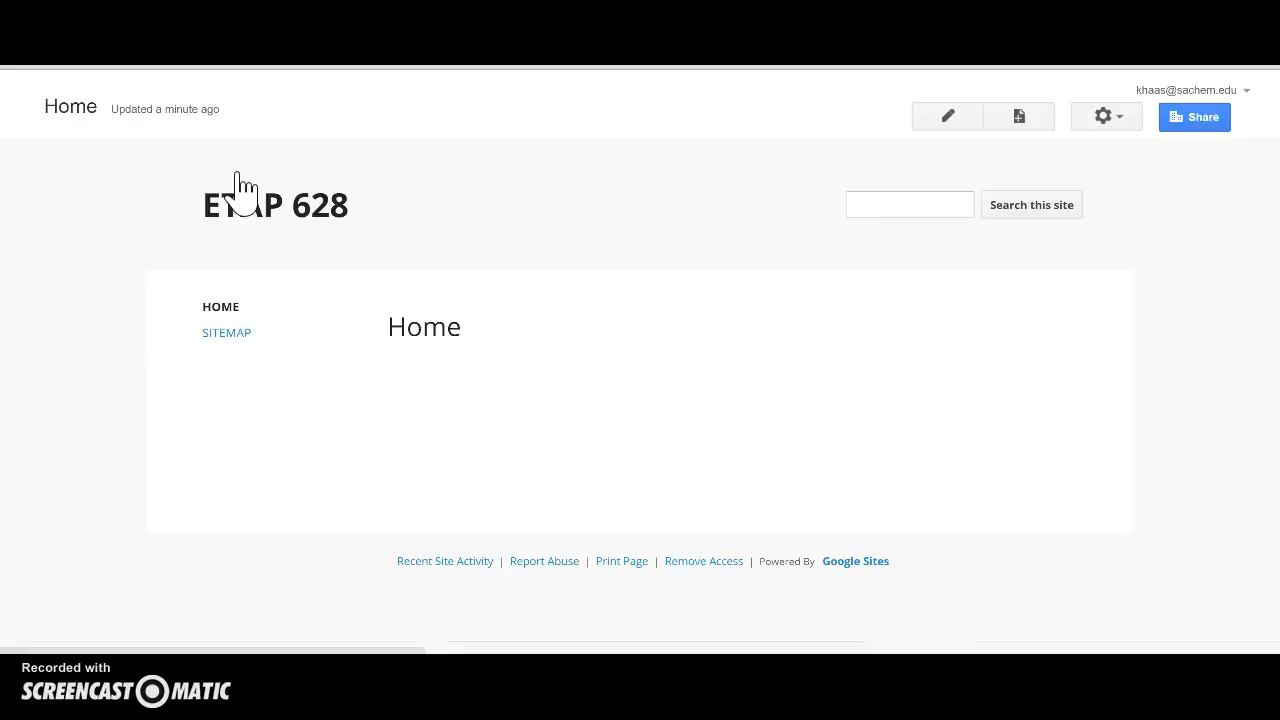 khaas@sachem.edu
Home Updated a minute ago
Share
ETAP 628
Search this site
HOME
SITEMAP
Home
Recent Site Activity | Report Abuse | Print Page | Remove Access | Powered By Google Sites
Recorded with
SCREENCAST MATIC